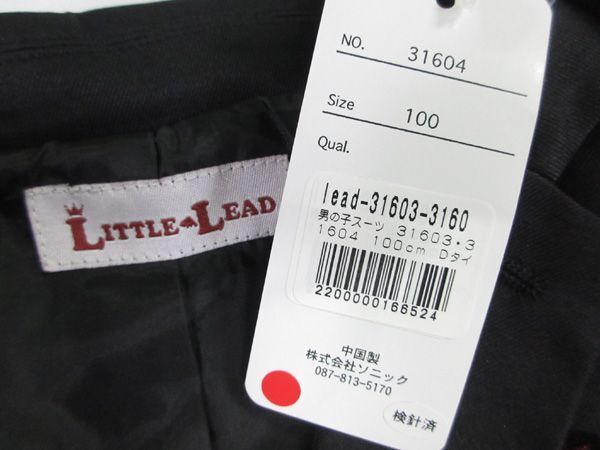 LITTLE LEAD
NO. 31604
Size 100
Qual.
lead-31603-3160
男の子スーツ 31603・3
1604 100cm Dタイ
2200000166524
中国製
株式会社ソニック
087-813-5170
検針済